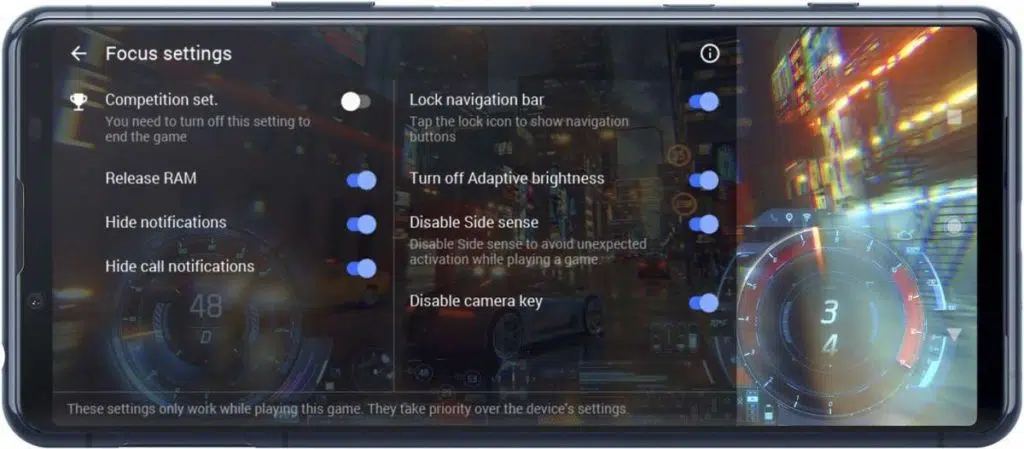 Focus settings
Competition set.
You need to turn off this setting to
end the game
Release RAM
Hide notifications
Hide call notifications
Lock navigation bar
Tap the lock icon to show navigation
buttons
Turn off Adaptive brightness
Disable Side sense
Disable Side sense to avoid unexpected
activation while playing a game.
Disable camera key
These settings only work while playing this game. They take priority over the device's settings.
48
D
3
4